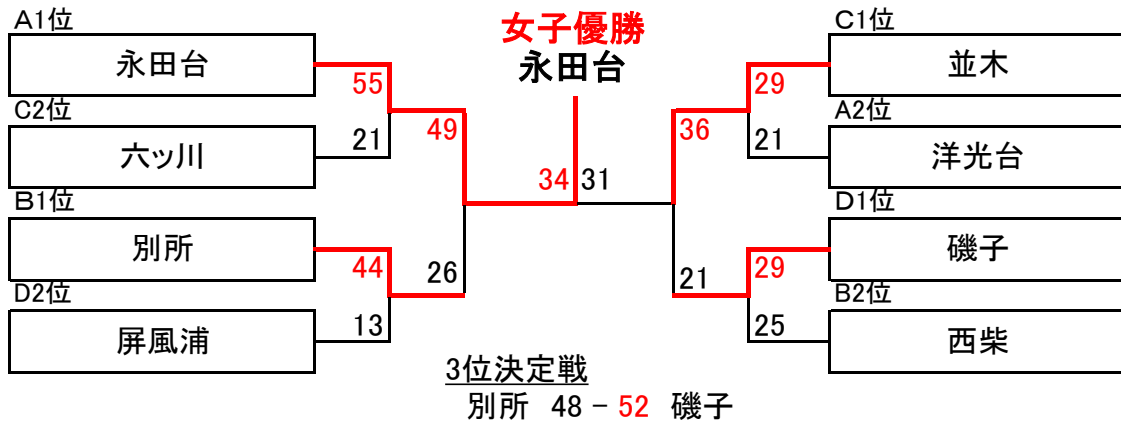 A1位
女子優勝
C1位
永田台
永田台
並木
55
29
C2位
49
36
A2位
六ッ川
21
21
洋光台
34
31
B1位
D1位
別所
磯子
44
26
21
29
D2位
B2位
屏風浦
13
25
西柴
3位決定戦
別所 48 − 52 磯子